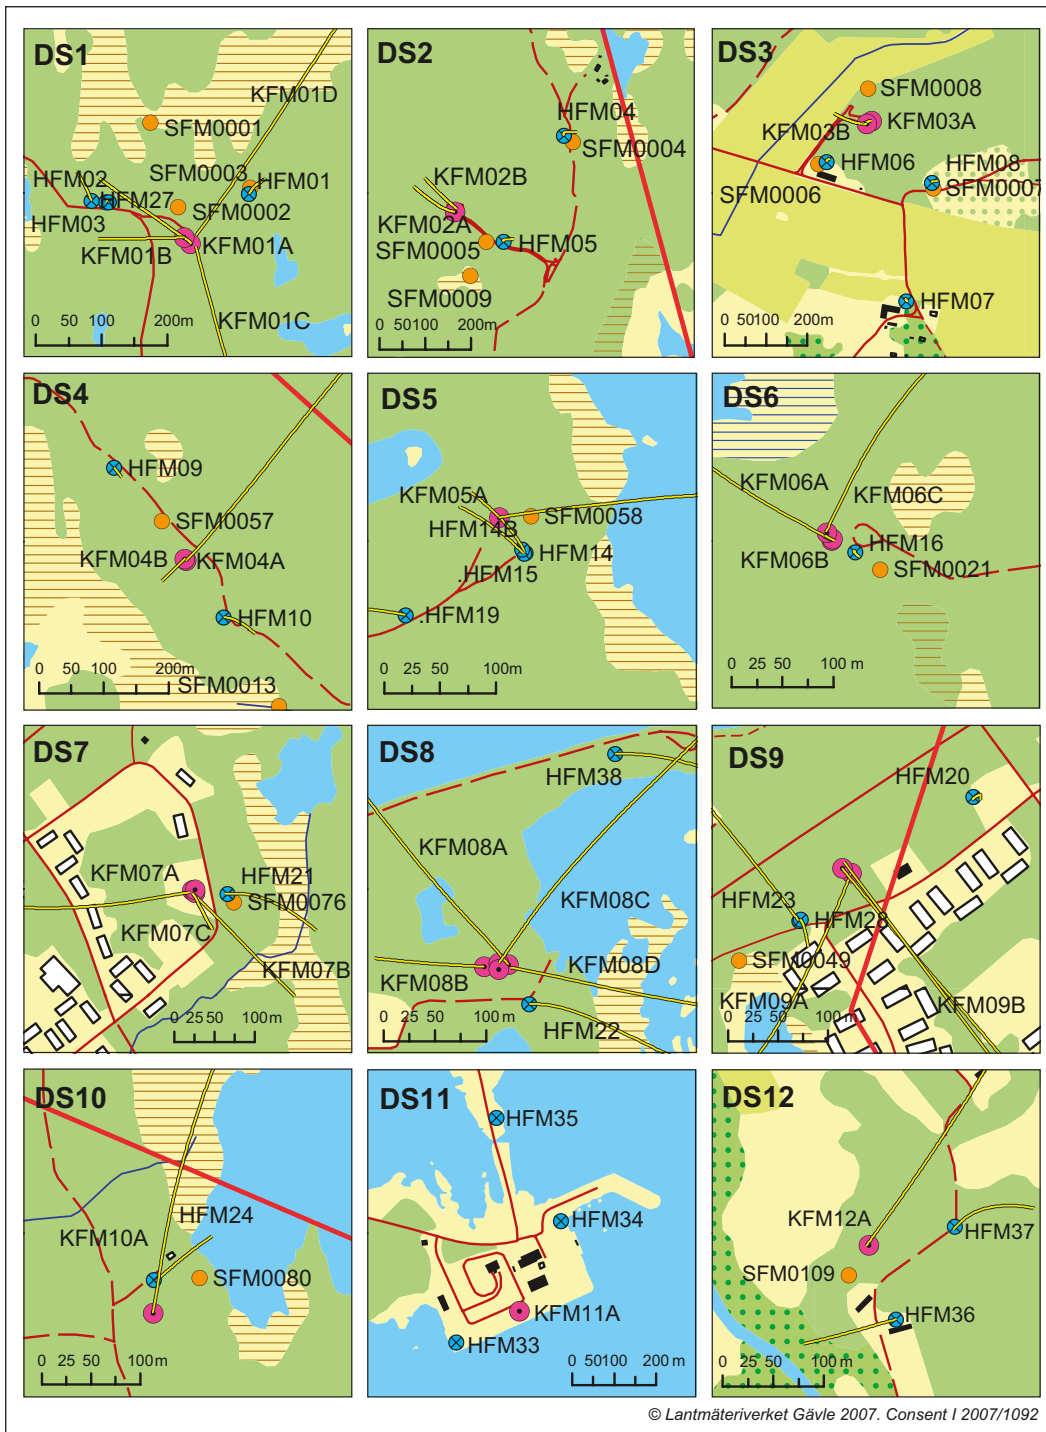 DS1
KFM01D
SFM0001
SFM0003
HFM02
HFM01
HFM27
SFM0002
HFM03
KFM01A
KFM01B
KFM01C
0 50 100 200m
DS2
HFM04
SFM0004
KFM02B
KFM02A
HFM05
SFM0005
SFM0009
0 50100 200m
DS3
SFM0008
KFM03A
KFM03B
HFM06
HFM08
SFM0007
SFM0006
HFM07
0 50100 200m
DS4
HFM09
SFM0057
KFM04B
KFM04A
HFM10
0 50 100 200m
SFM0013
DS5
KFM05A
SFM0058
HFM14B
HFM14
.HFM15
.HFM19
0 50 100m
DS6
KFM06A
KFM06C
HFM16
KFM06B
SFM0021
0 50 100 m
DS7
KFM07A
HFM21
SFM0076
KFM07C
KFM07B
0 25 50 100m
DS8
HFM38
KFM08A
KFM08C
KFM08D
KFM08B
HFM22
0 50 100m
DS9
HFM20
HFM23
HFM28
SFM0049
KFM09A
KFM09B
0 25 50 100 m
DS10
HFM24
KFM10A
SFM0080
0 25 50 100m
DS11
HFM35
HFM34
KFM11A
HFM33
0 50100 200 m
DS12
KFM12A
HFM37
SFM0109
HFM36
0 25 50 100 m
© Lantmäteriverket Gävle 2007. Consent I 2007/1092